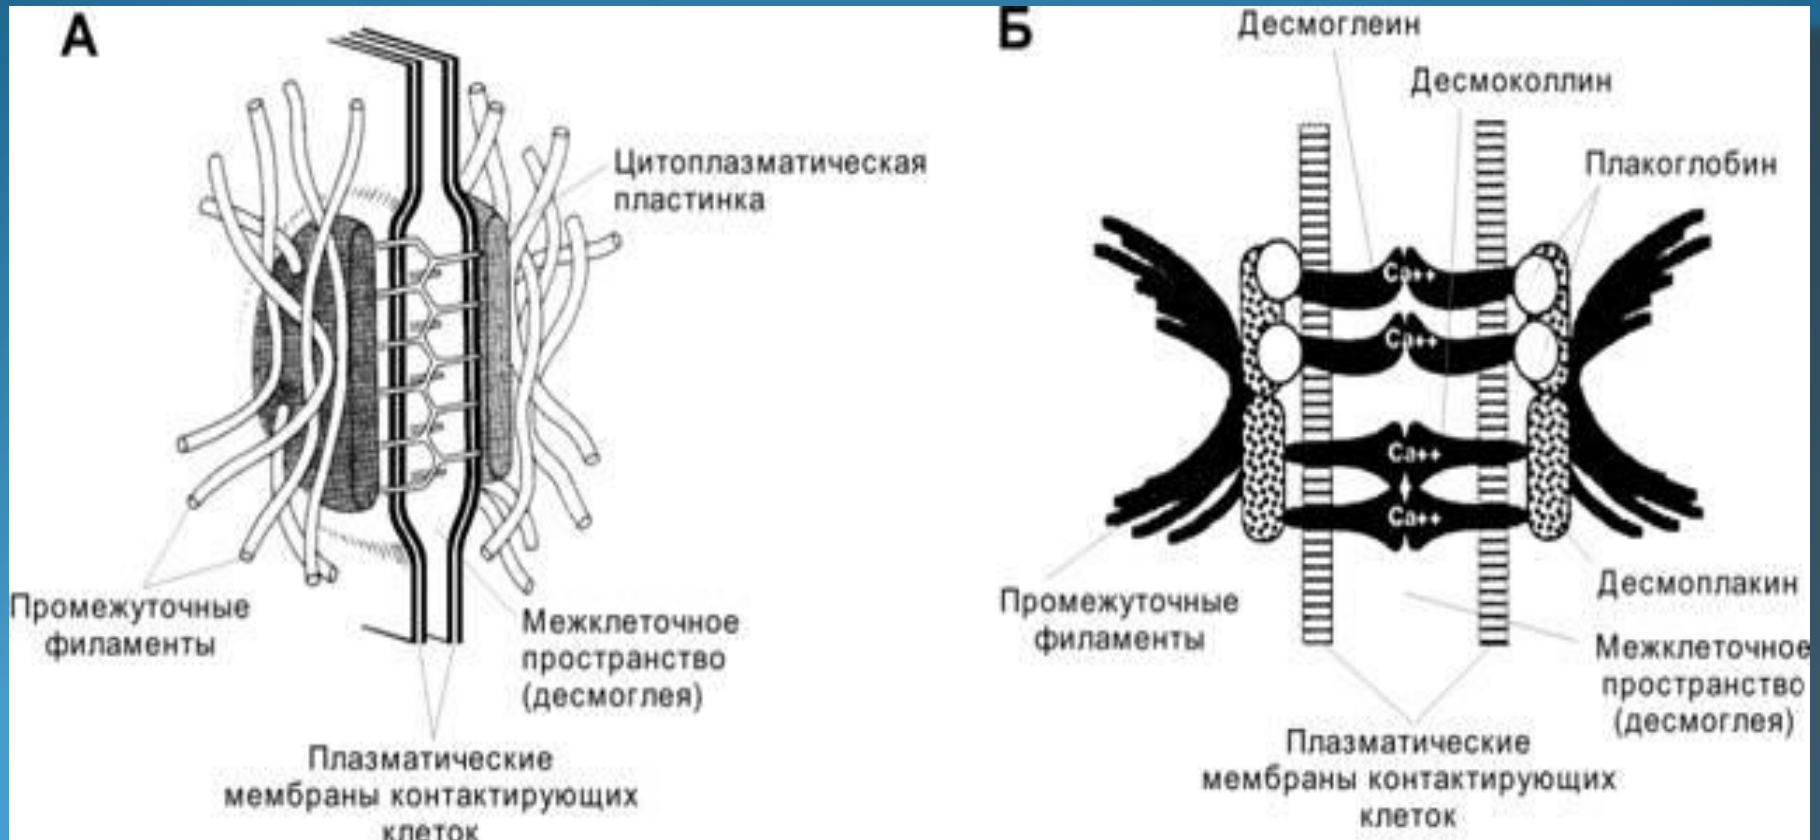 А
Цитоплазматическая
пластинка
Промежуточные
филаменты
Межклеточное
пространство
(десмоглея)
Плазматические
мембраны контактирующих
клеток
Б
Десмоглеин
Десмоколлин
Плакоглобин
Ca++
Ca++
Ca++
Ca++
Промежуточные
филаменты
Десмоплакин
Межклеточное
пространство
(десмоглея)
Плазматические
мембраны контактирующих
клеток